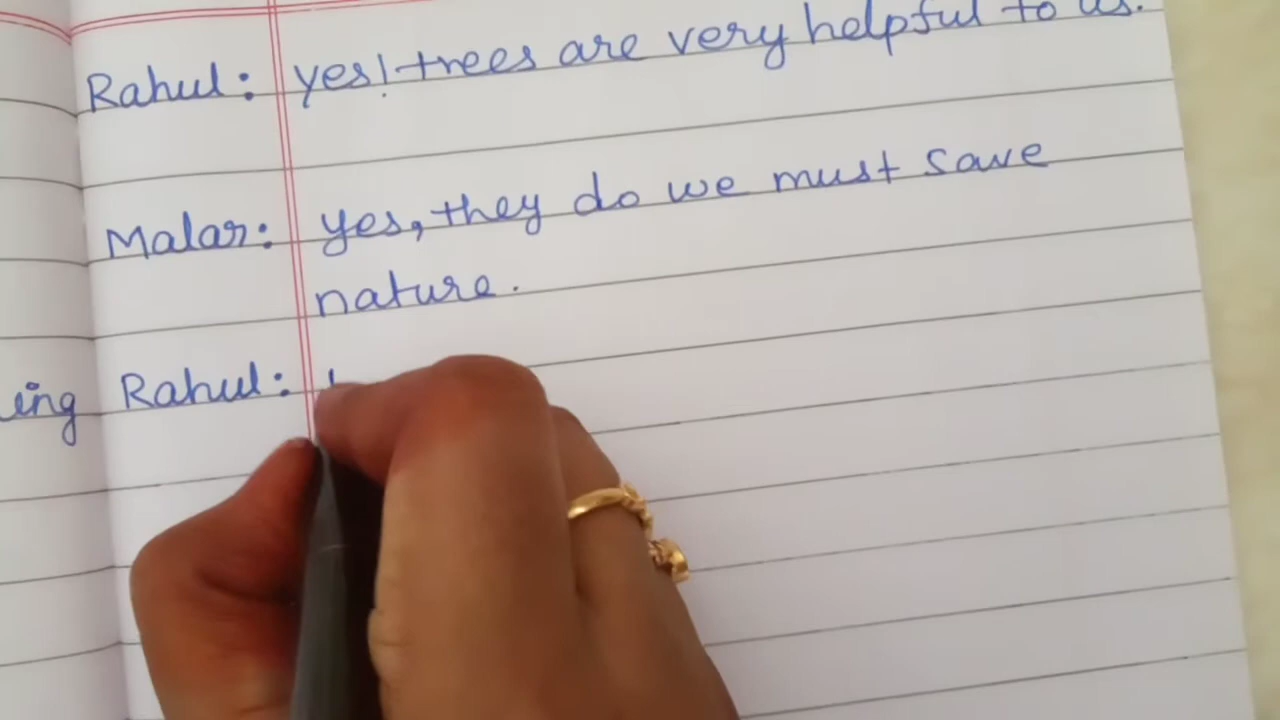 Rahul: yes! trees are very helpful to us.
Malar: yes, they do we must save
nature.
ing Rahul: